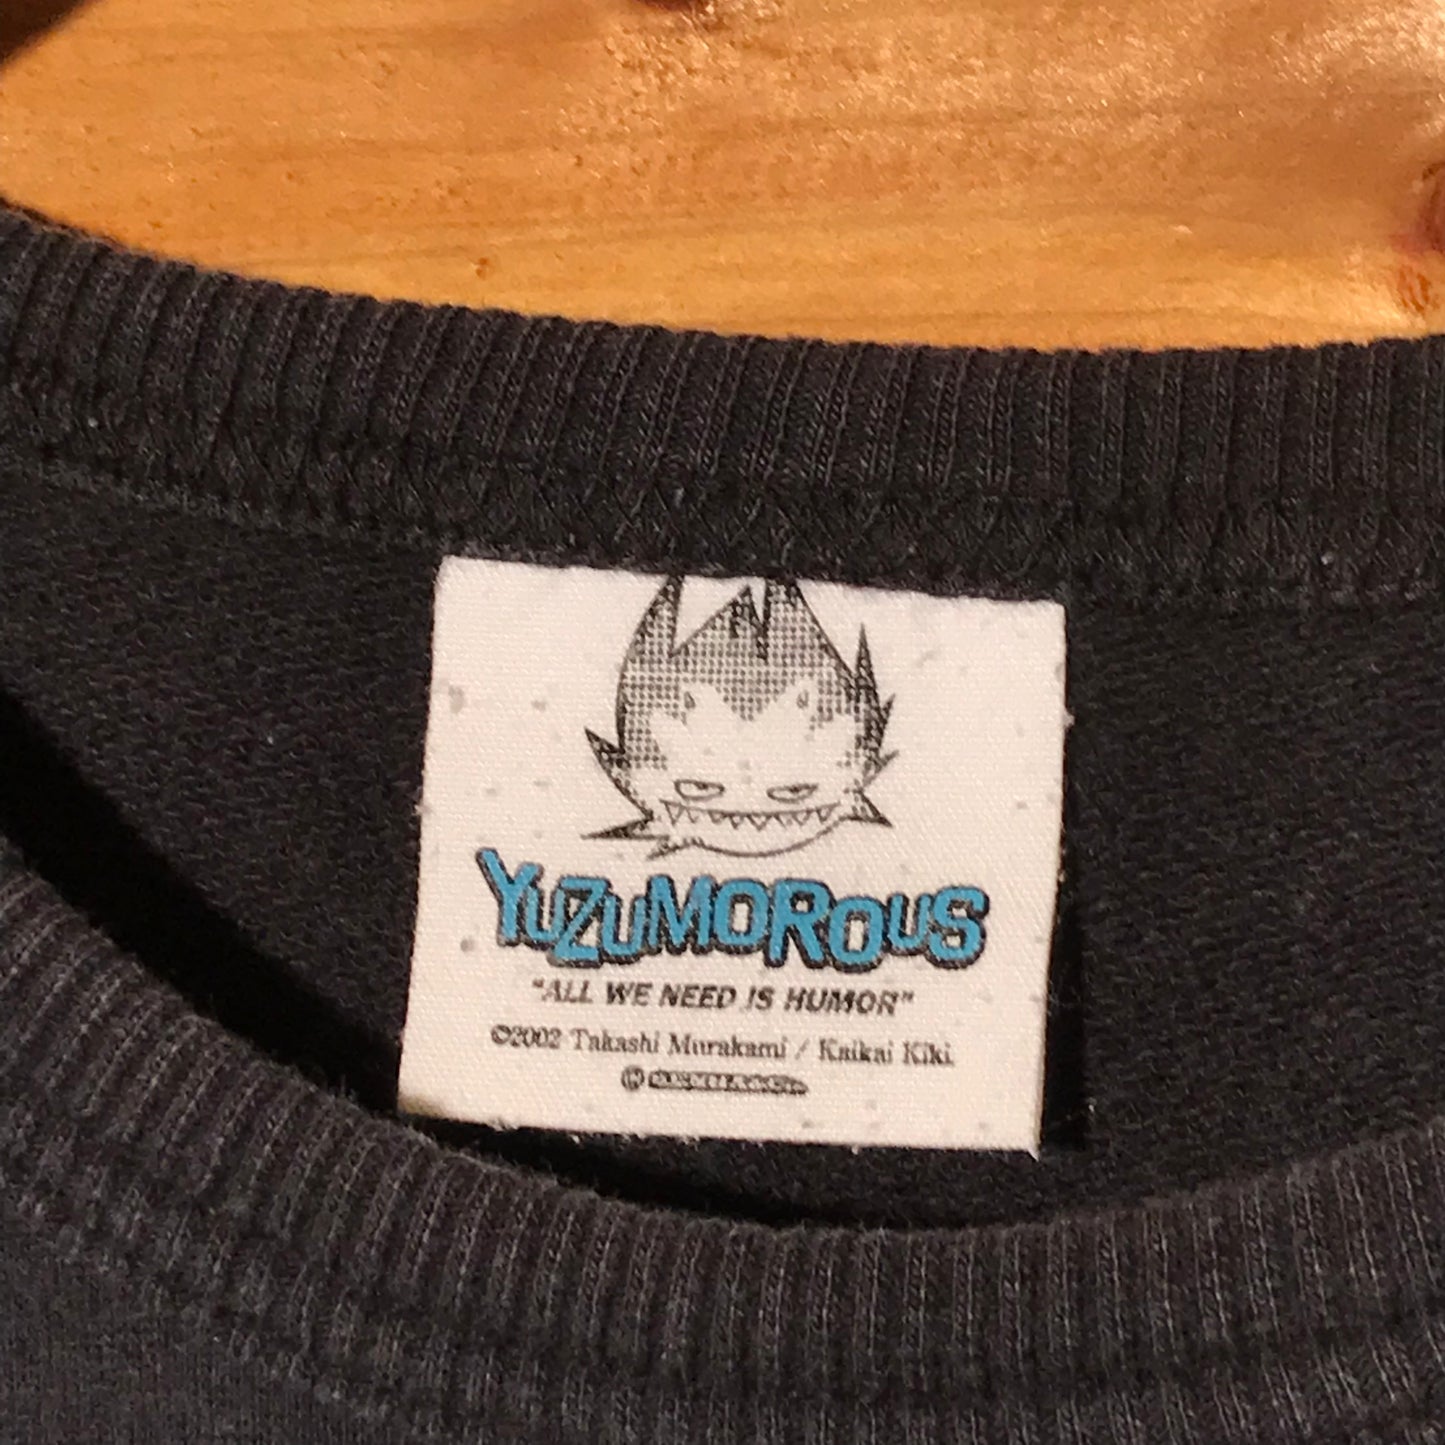 YUZUMOROUS
"ALL WE NEED IS HUMOR"
©2002 Takashi Murakami / Kaikai Kiki.